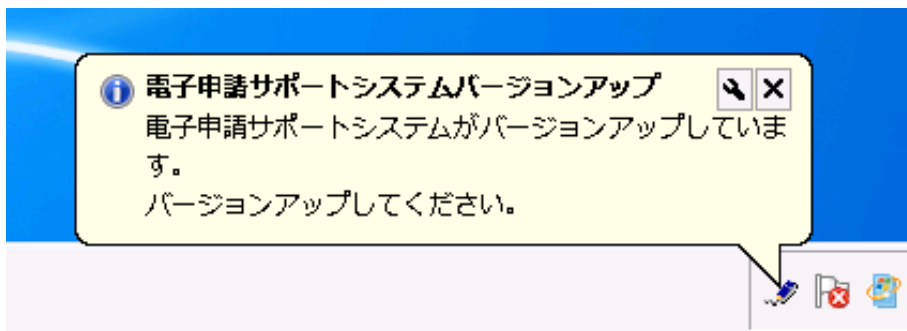 電子申請サポートシステムバージョンアップ
電子申請サポートシステムがバージョンアップしていま
す。
バージョンアップしてください。